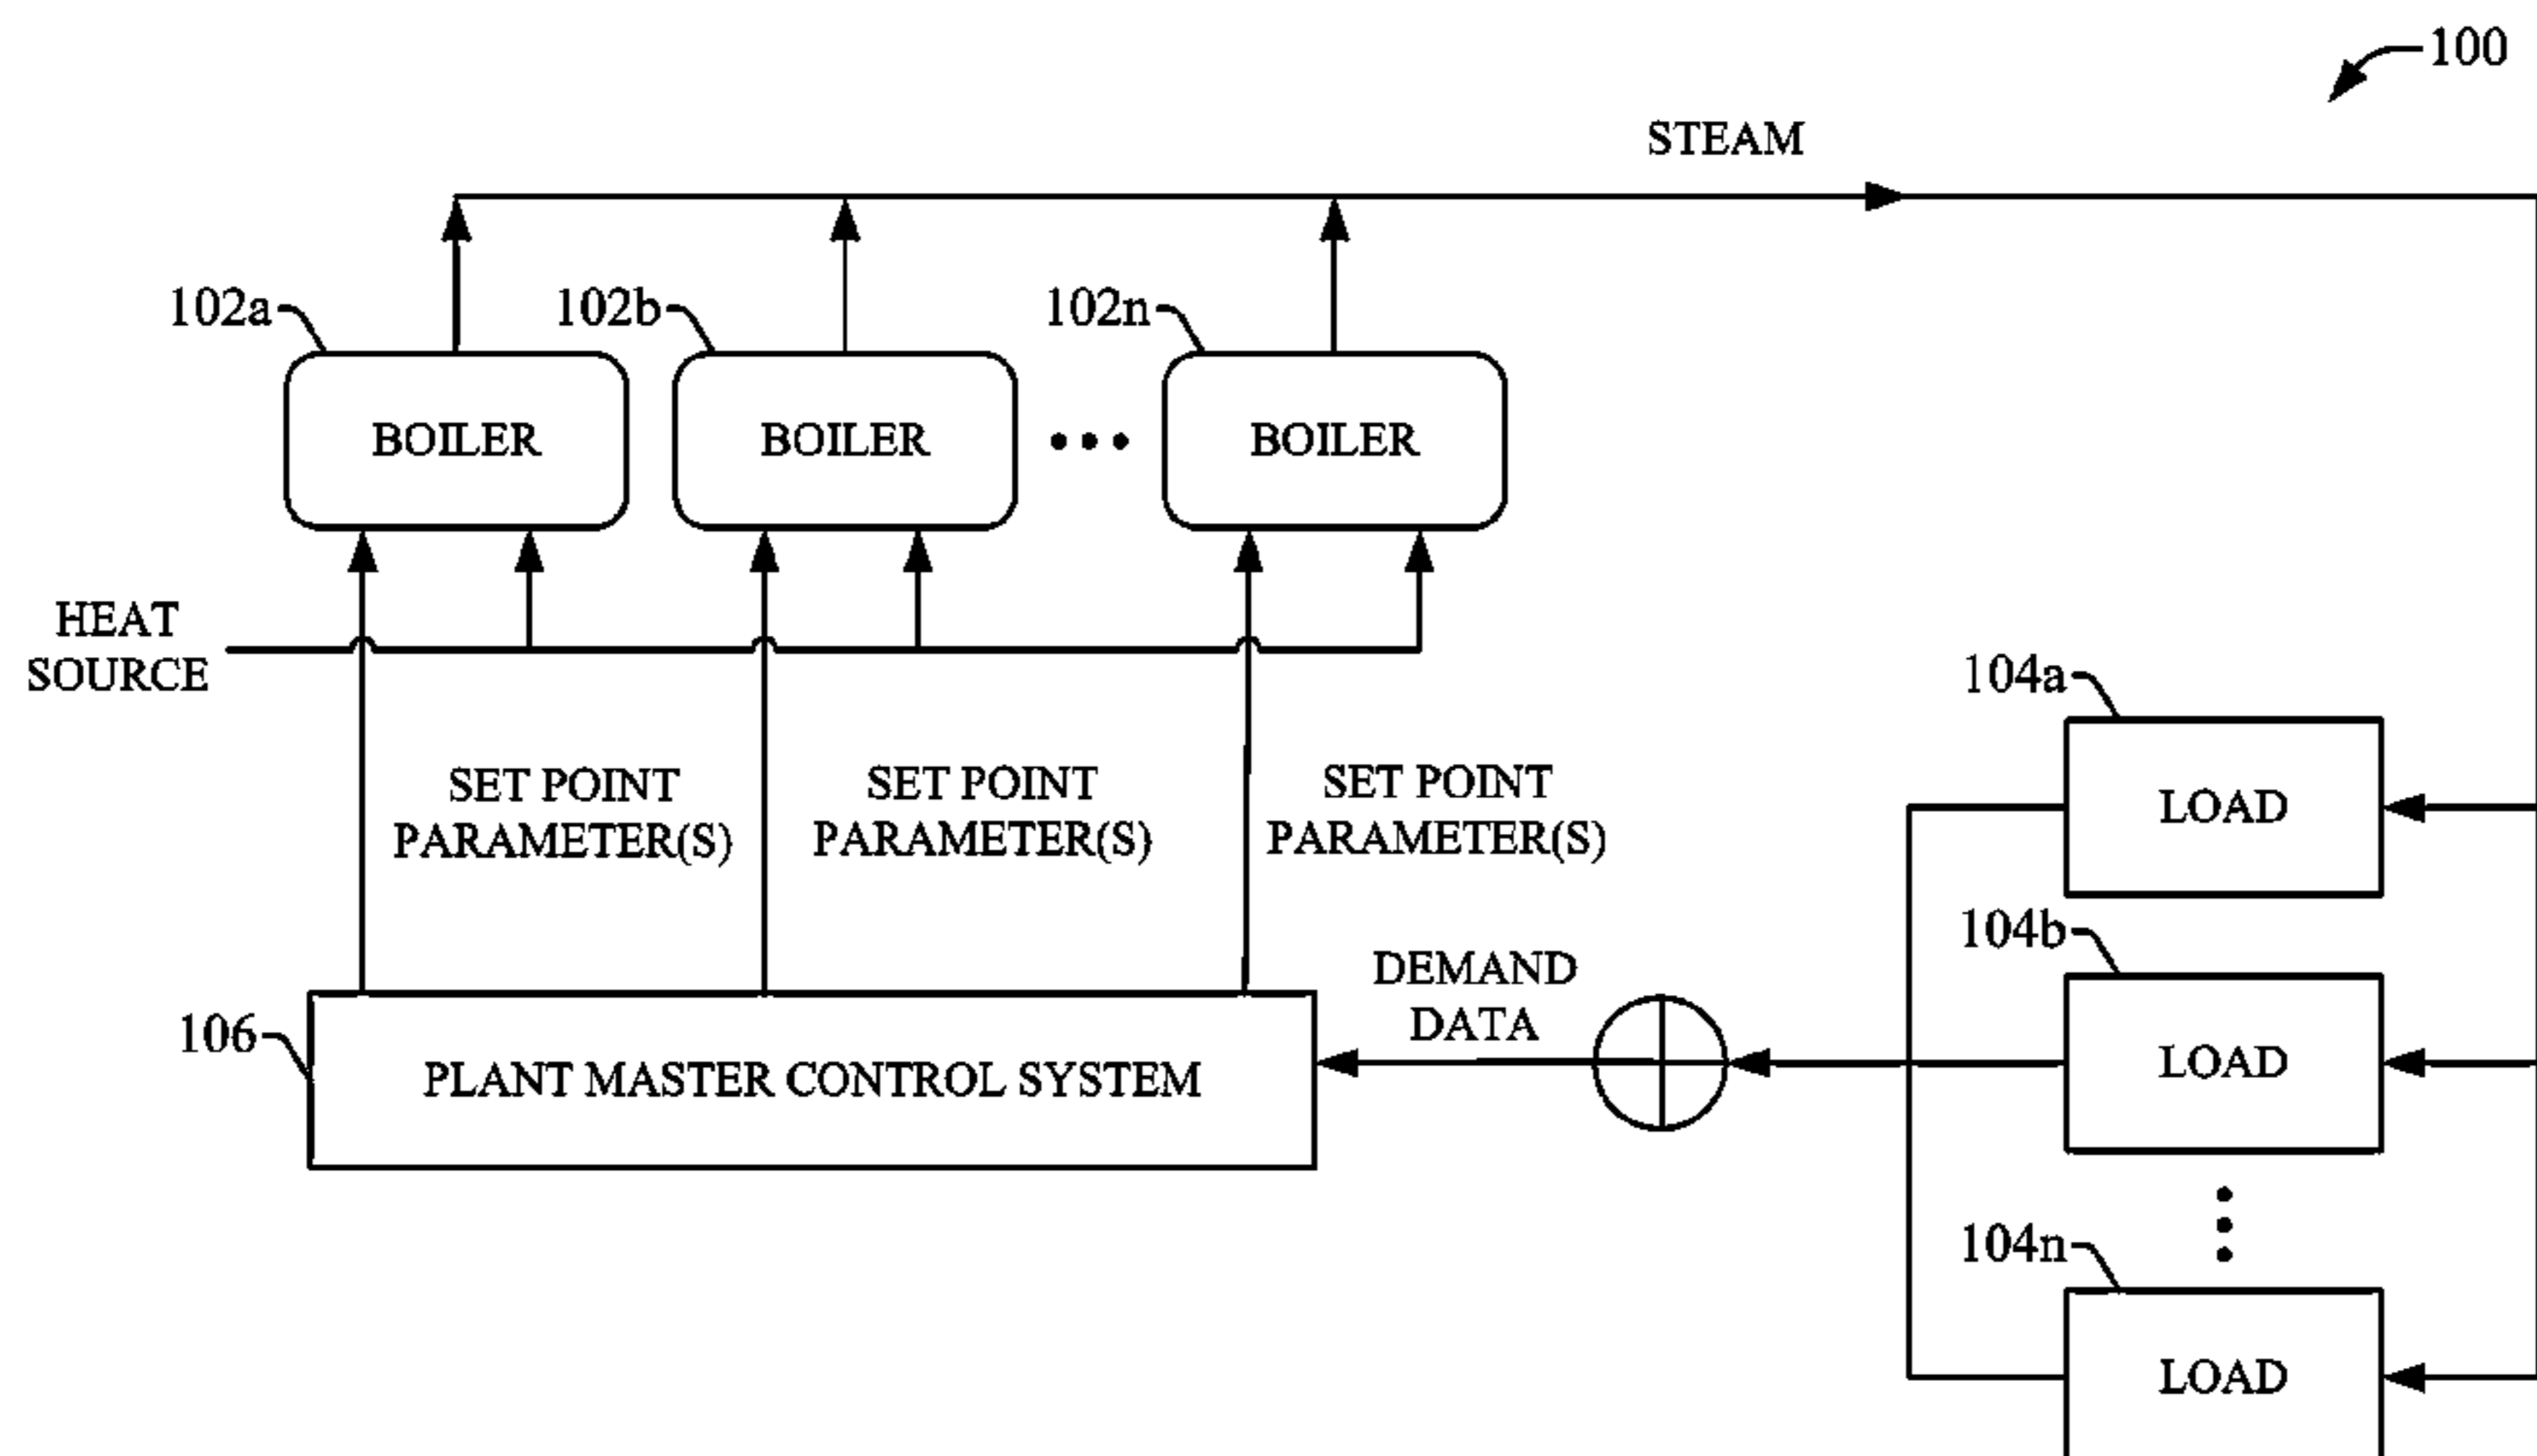 100
STEAM
102a
102b
102n
BOILER
BOILER
BOILER
HEAT
SOURCE
SET POINT
PARAMETER(S)
SET POINT
PARAMETER(S)
SET POINT
PARAMETER(S)
104a
LOAD
104b
LOAD
DEMAND
DATA
106
PLANT MASTER CONTROL SYSTEM
104n
LOAD